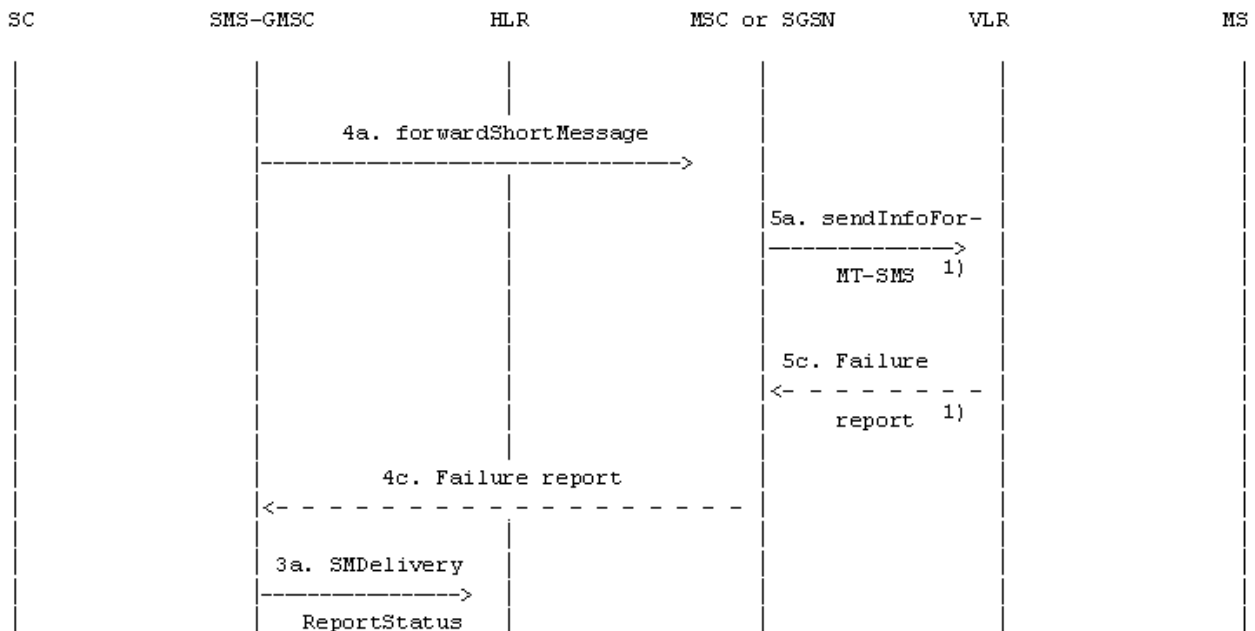 SC SMS-GMSC HLR MSC or SGSN VLR MS
4a. forwardShortMessage
5a. sendInfoFor-
MT-SMS 1)
5c. Failure
report 1)
4c. Failure report
3a. SMDelivery
ReportStatus